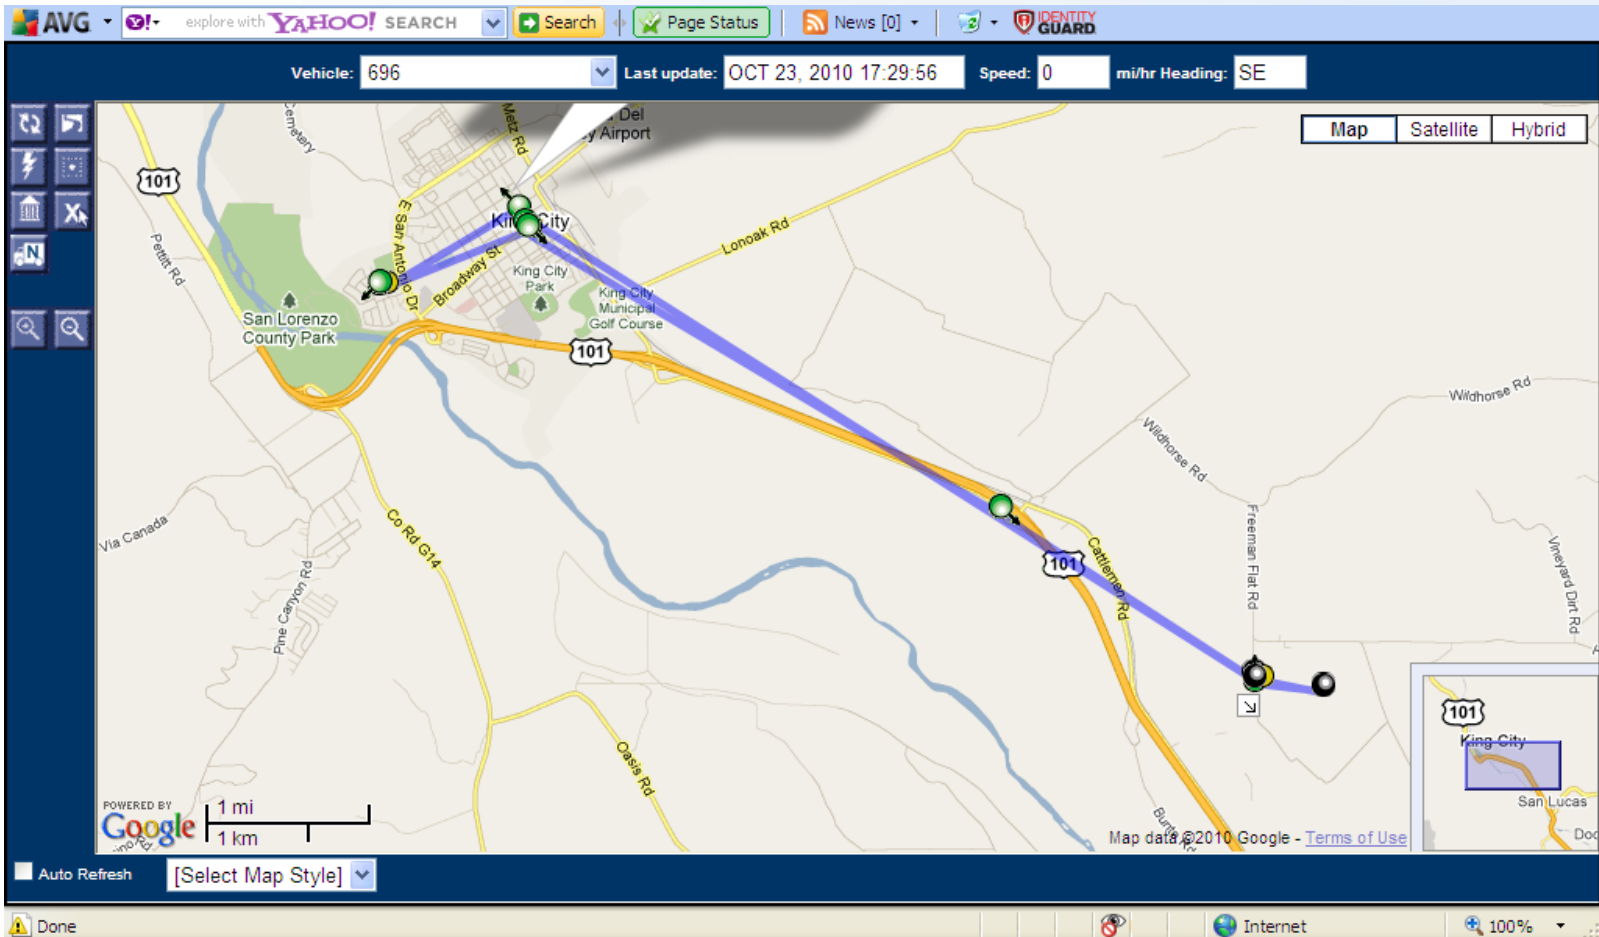 AVG Y! explore with YAHOO! SEARCH Search Page Status News [0] IDENTITY GUARD
Vehicle: 696 Last update: OCT 23, 2010 17:29:56 Speed: 0 mi/hr Heading: SE
Map Satellite Hybrid
Cemetery
Metz Rd
Del
Airport
101
E San Antonio Dr
King City
Lonoak Rd
Pettitt Rd
Broadway St
King City
Park
King City
Municipal
Golf Course
San Lorenzo
County Park
101
Wildhorse Rd
Wildhorse Rd
Via Canada
Co Rd G14
Freeman Flat Rd
Vineyard Dirt Rd
Cattlemen Rd
101
Pine Canyon Rd
Oasis Rd
N
101
King City
San Lucas
POWERED BY
Google
1 mi
1 km
Map data ©2010 Google - Terms of Use
Auto Refresh [Select Map Style]
Done Internet 100%